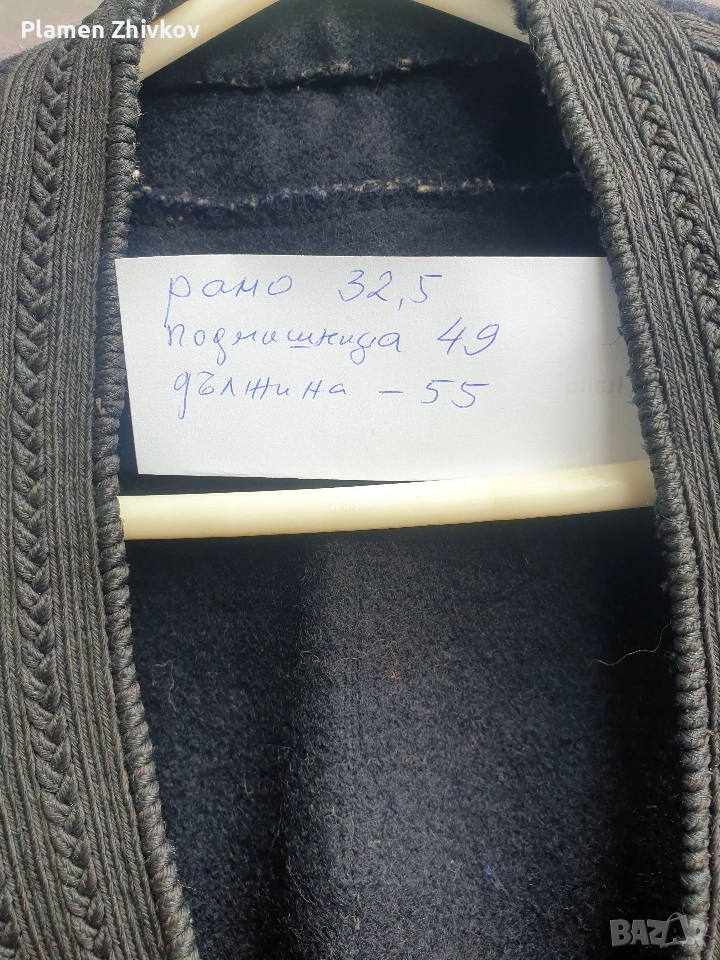 Plamen Zhivkov
рамо 32,5
подмишница 49
дължина - 55
BAZAR